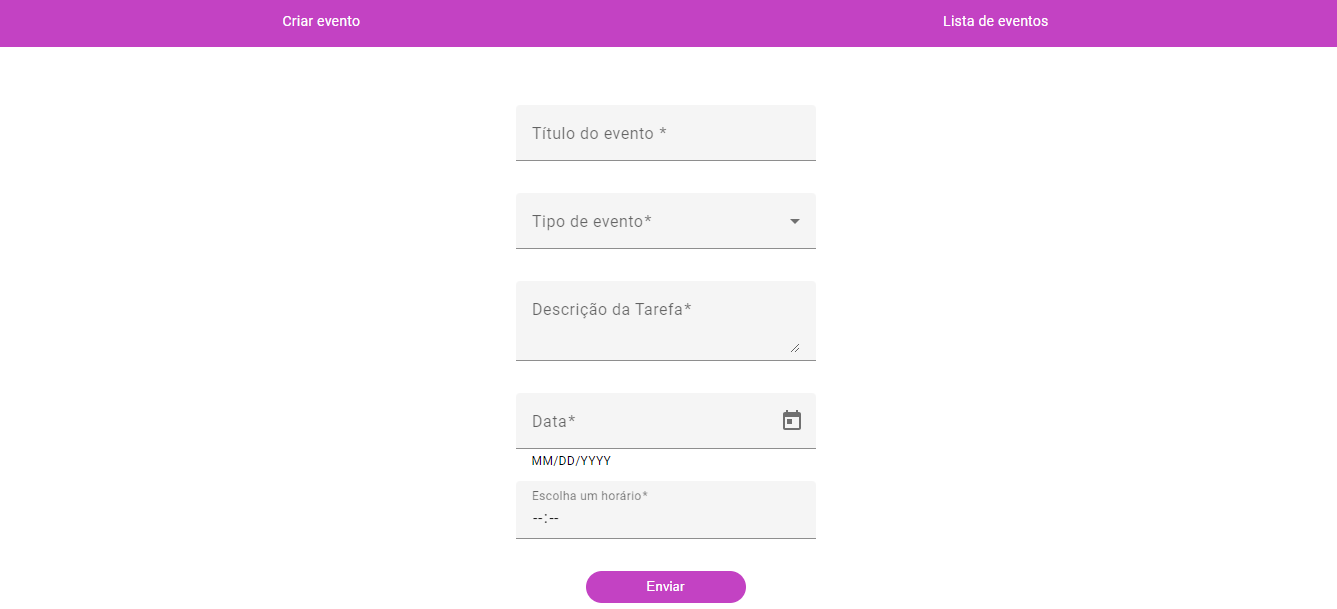 Criar evento
Lista de eventos
Título do evento *
Tipo de evento*
Descrição da Tarefa*
Data*
MM/DD/YYYY
Escolha um horário*
--:--
Enviar